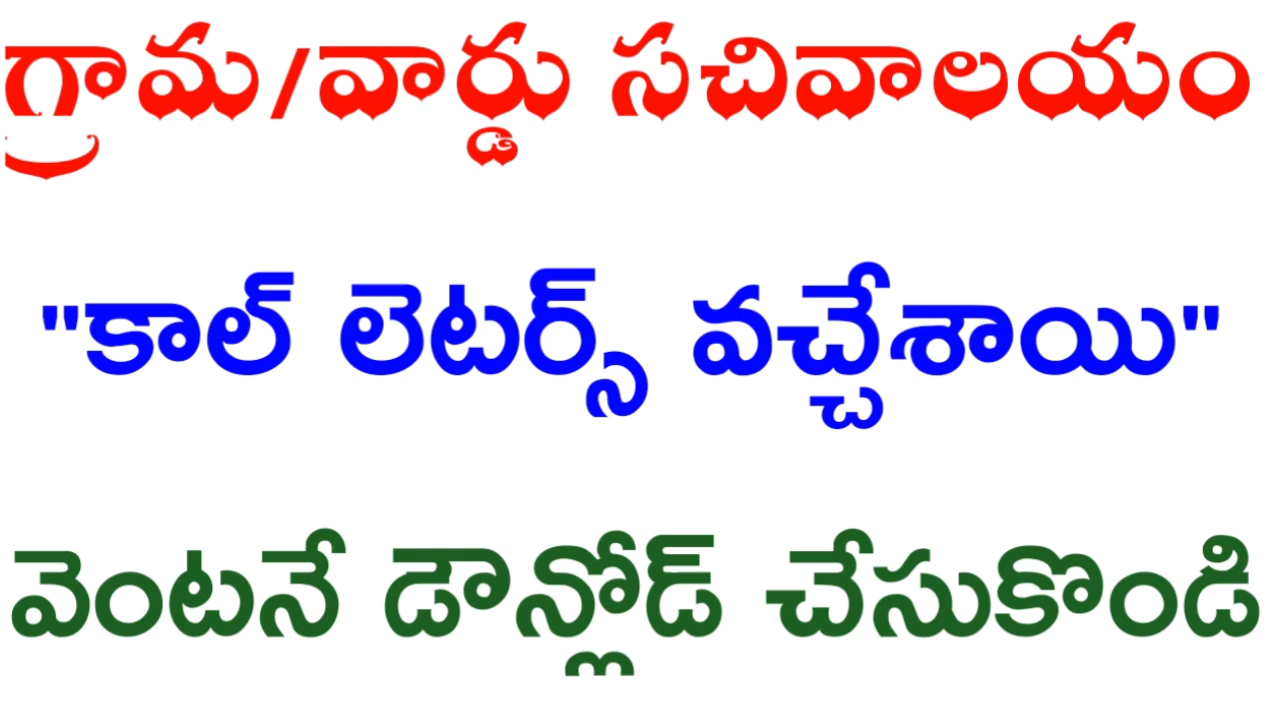 గ్రామ/వార్డు సచివాలయం
"కాల్ లెటర్స్ వచ్చేశాయి"
వెంటనే డౌన్లోడ్ చేసుకొండి